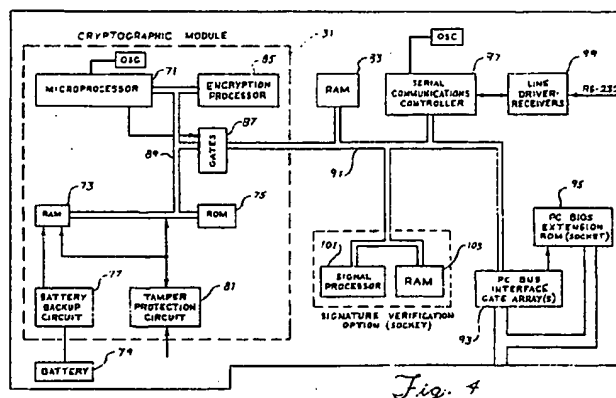 CRYPTOGRAPHIC MODULE
31
OSC
MICROPROCESSOR
71
85
ENCRYPTION
PROCESSOR
87
GATES
89
73
RAM
75
ROM
77
BATTERY
BACKUP
CIRCUIT
81
TAMPER
PROTECTION
CIRCUIT
79
BATTERY
RAM
OSC
SERIAL
COMMUNICATIONS
CONTROLLER
97
99
LINE
DRIVER-
RECEIVERS
RS-232
91
101
SIGNAL
PROCESSOR
103
RAM
SIGNATURE VERIFICATION
OPTION (SOCKET)
95
PC BIOS
EXTENSION
ROM (SOCKET)
PC BUS
INTERFACE
GATE ARRAY(S)
93
Fig. 4